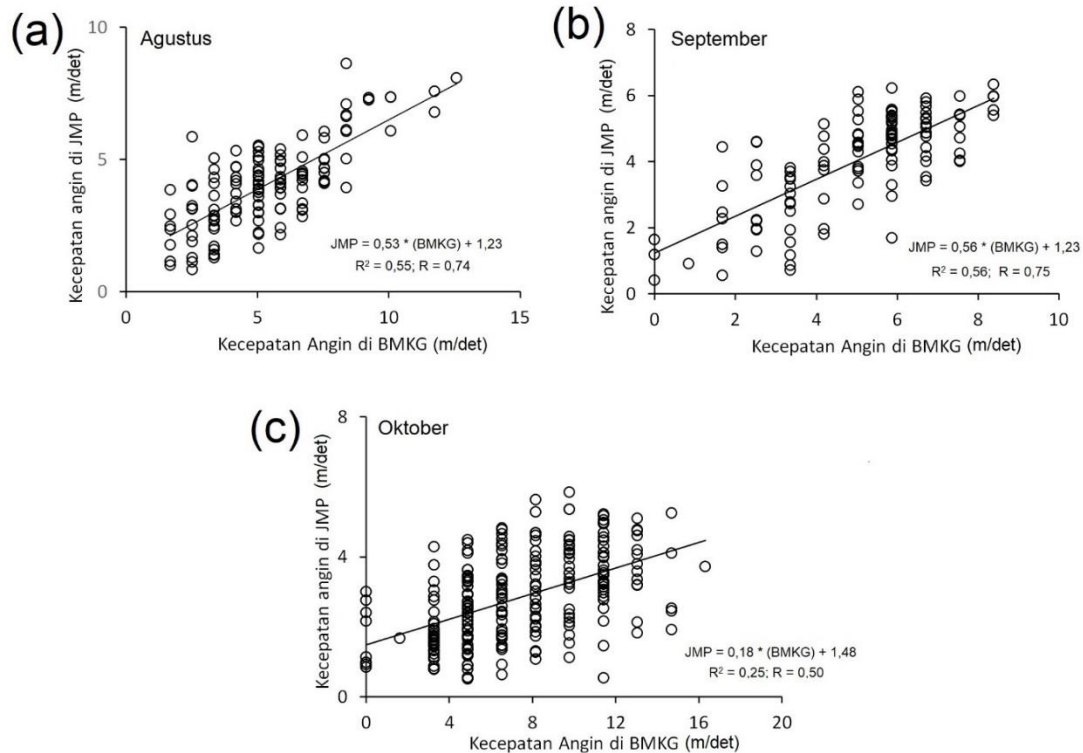 (a)
Agustus
10
5
0
Kecepatan angin di JMP (m/det)
JMP = 0,53 * (BMKG) + 1,23
R² = 0,55; R = 0,74
0 5 10 15
Kecepatan Angin di BMKG (m/det)
(b)
September
8
6
4
2
0
Kecepatan angin di JMP (m/det)
JMP = 0,56 * (BMKG) + 1,23
R² = 0,56; R = 0,75
0 2 4 6 8 10
Kecepatan Angin di BMKG (m/det)
(c)
Oktober
8
4
0
Kecepatan angin di JMP (m/det)
JMP = 0,18 * (BMKG) + 1,48
R² = 0,25; R = 0,50
0 4 8 12 16 20
Kecepatan Angin di BMKG (m/det)